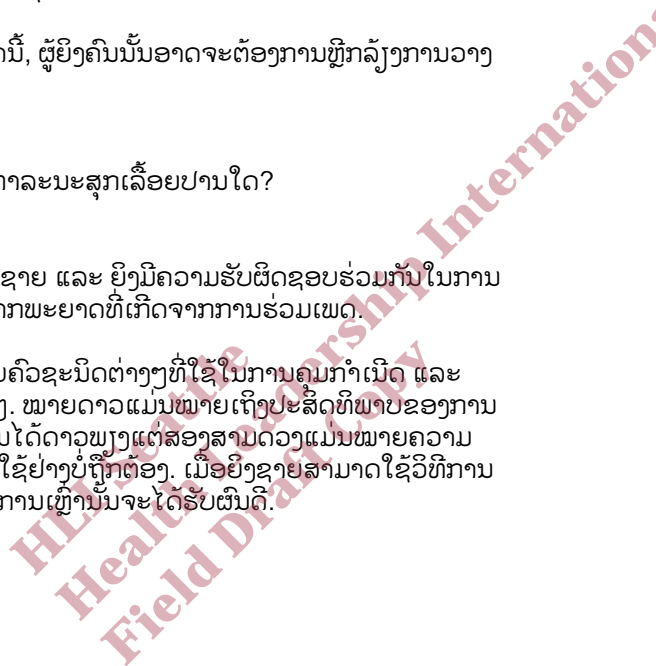 ນີ້, ຜູ້ຍິງຄົນນັ້ນອາດຈະຕ້ອງການຫຼີກລ້ຽງການວາງ
າລະນະສຸກເລື້ອຍປານໃດ?
ຊາຍ ແລະ ຍິງມີຄວາມຮັບຜິດຊອບຮ່ວມກັນໃນການ
າກພະຍາດທີ່ເກີດຈາກການຮ່ວມເພດ.
ຄົວຊະນິດຕ່າງໆທີ່ໃຊ້ໃນການຄຸມກຳເນີດ ແລະ
ໆ. ໝາຍດາວແມ່ນໝາຍເຖິງປະສິດທິພາບຂອງການ
ມໄດ້ດາວພຽງແຕ່ສອງສາມດວງແມ່ນໝາຍຄວາມ
ໃຊ້ຢ່າງບໍ່ຖືກຕ້ອງ. ເມື່ອຍິງຊາຍສາມາດໃຊ້ວິທີການ
ການເຫຼົ່ານັ້ນຈະໄດ້ຮັບຜົນດີ.
HLI Seattle
Health Leadership International
Field Draft Copy